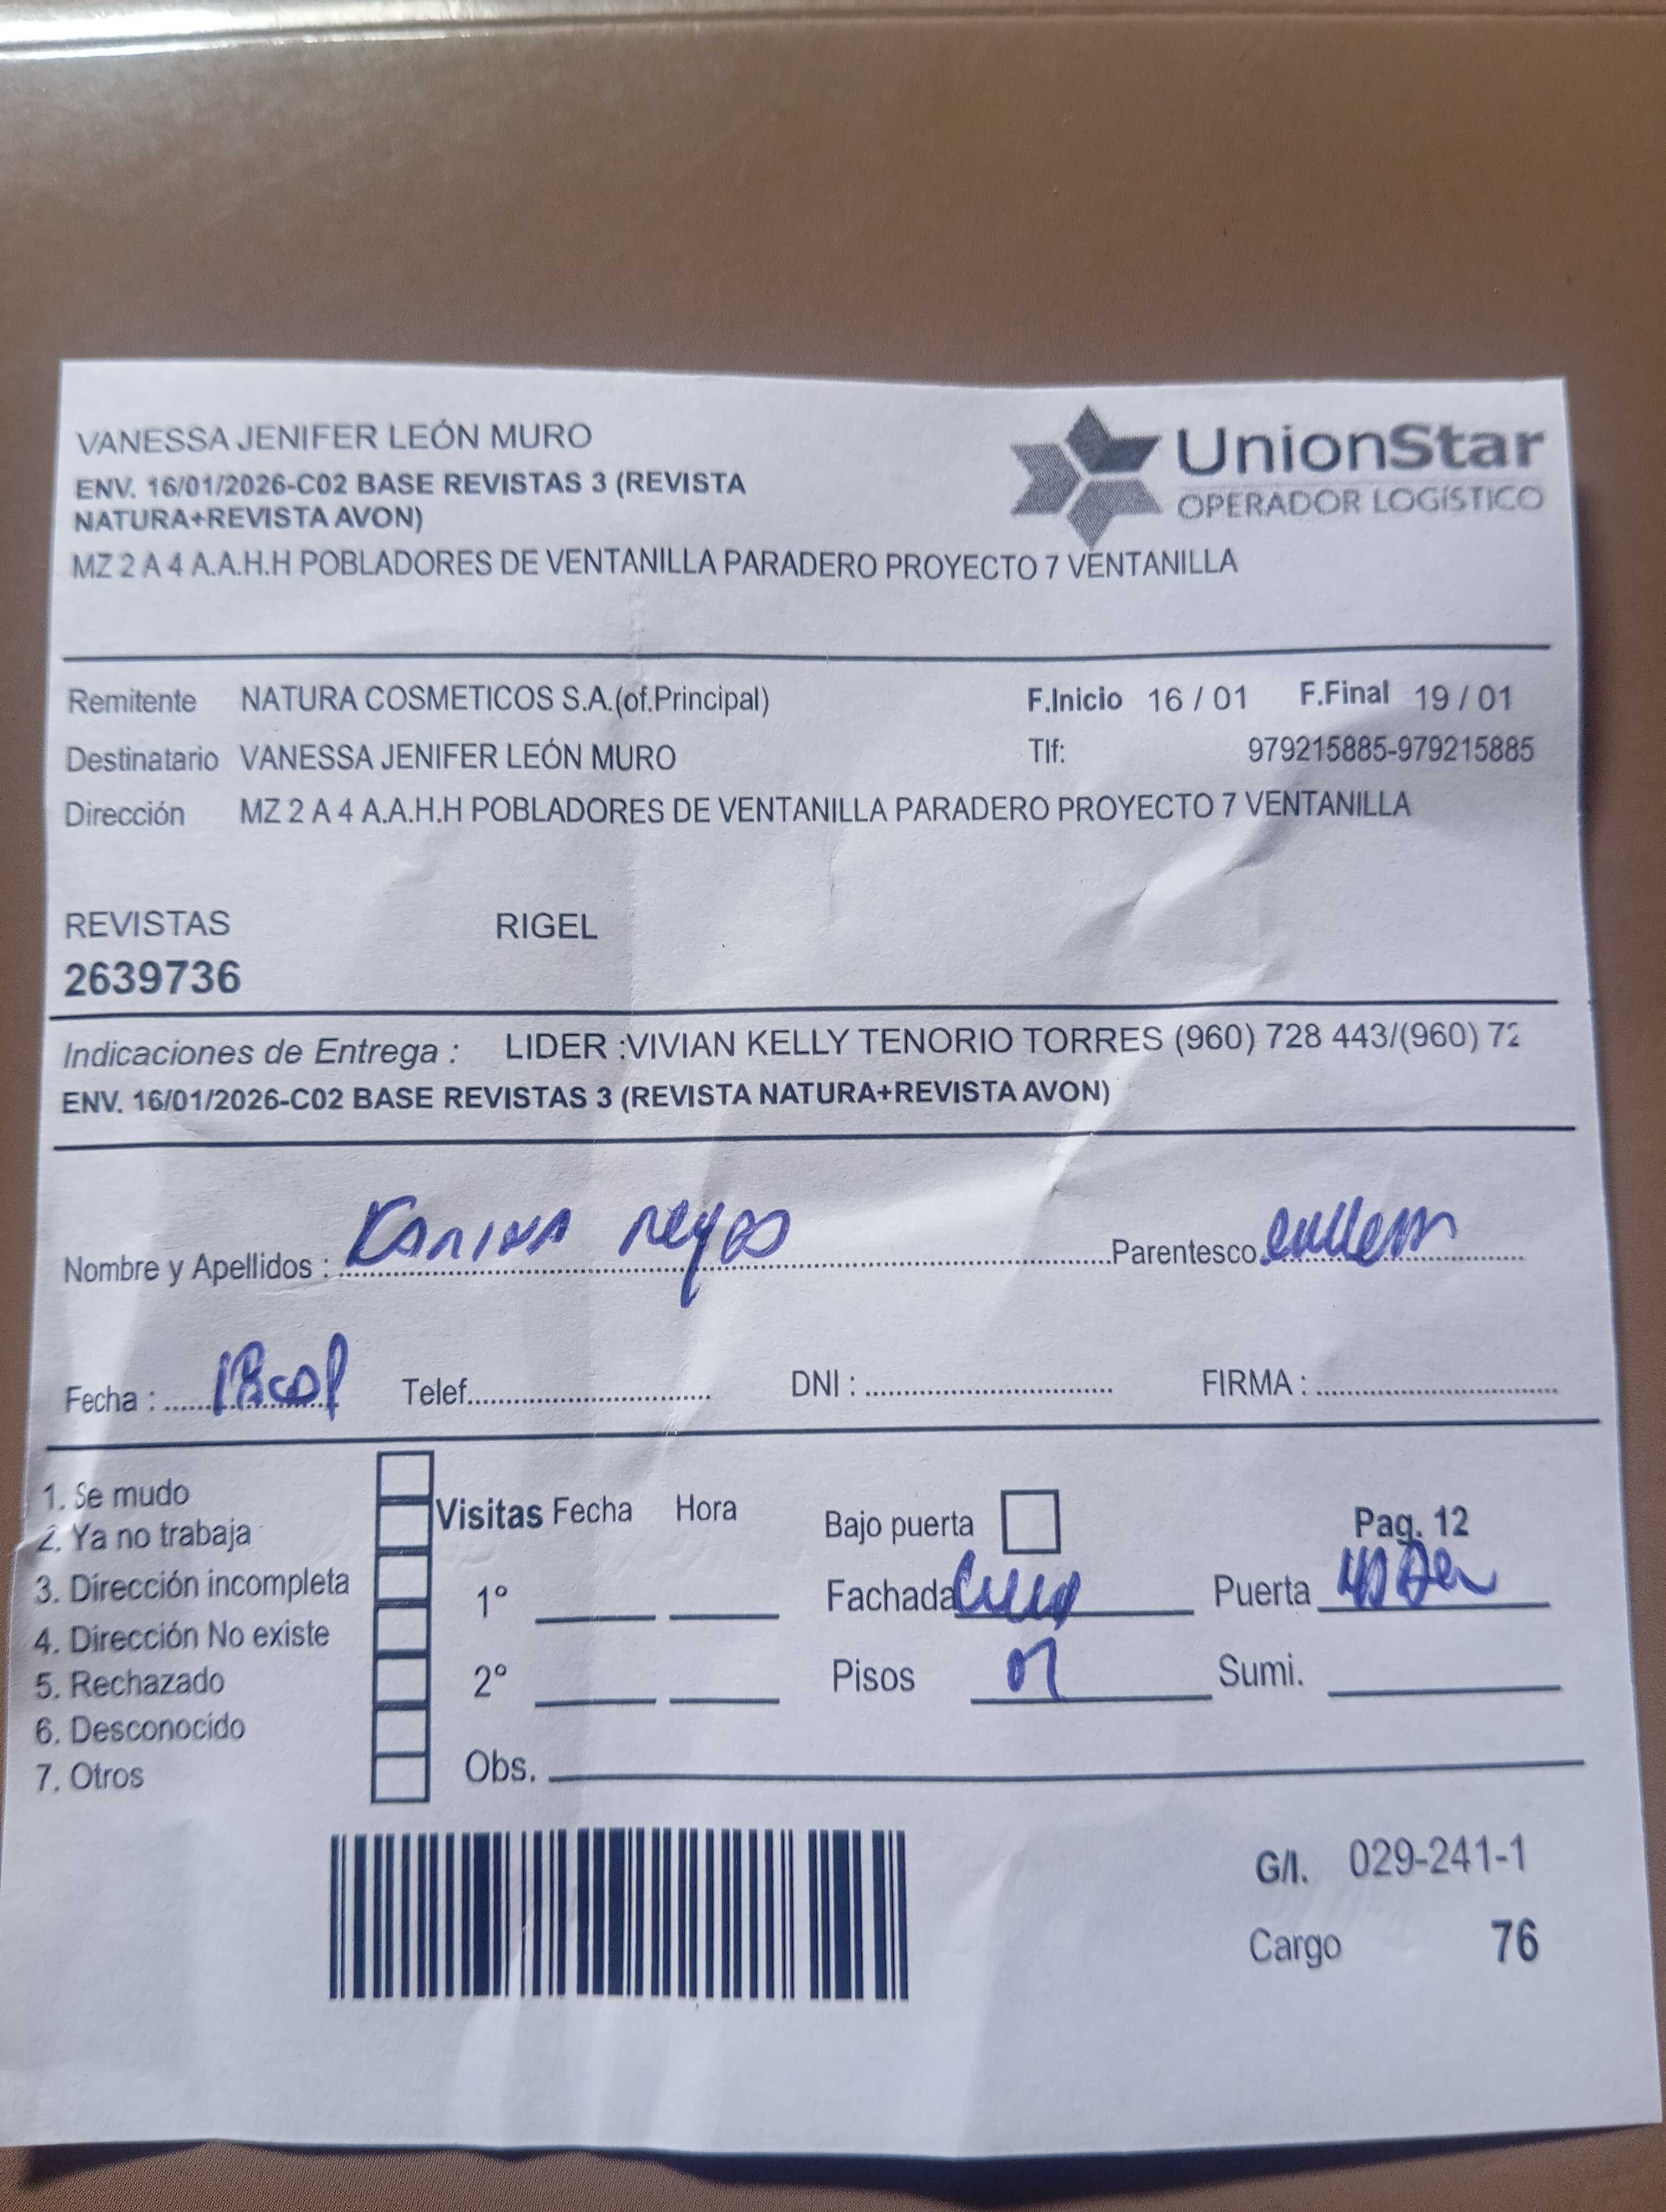 VANESSA JENIFER LEÓN MURO
ENV. 16/01/2026-C02 BASE REVISTAS 3 (REVISTA
NATURA+REVISTA AVON)
MZ 2 A 4 A.A.H.H POBLADORES DE VENTANILLA PARADERO PROYECTO 7 VENTANILLA
UnionStar
OPERADOR LOGÍSTICO
Remitente NATURA COSMETICOS S.A.(of.Principal) F.Inicio 16 / 01 F.Final 19 / 01
Destinatario VANESSA JENIFER LEÓN MURO Tlf: 979215885-979215885
Dirección MZ 2 A 4 A.A.H.H POBLADORES DE VENTANILLA PARADERO PROYECTO 7 VENTANILLA
REVISTAS RIGEL
2639736
Indicaciones de Entrega : LIDER :VIVIAN KELLY TENORIO TORRES (960) 728 443/(960) 72
ENV. 16/01/2026-C02 BASE REVISTAS 3 (REVISTA NATURA+REVISTA AVON)
Nombre y Apellidos : Karina Reyes Parentesco
Fecha : Telef. DNI : FIRMA :
1. Se mudo
2. Ya no trabaja
3. Dirección incompleta
4. Dirección No existe
5. Rechazado
6. Desconocido
7. Otros
Visitas Fecha Hora
1º
2º
Obs.
Bajo puerta Pag. 12
Fachada Puerta
Pisos 01 Sumi.
G/I. 029-241-1
Cargo 76